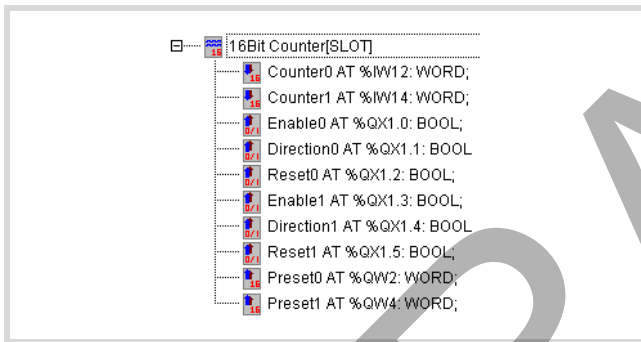 16Bit Counter[SLOT]
Counter0 AT %IW12: WORD;
Counter1 AT %IW14: WORD;
Enable0 AT %QX1.0: BOOL;
Direction0 AT %QX1.1: BOOL
Reset0 AT %QX1.2: BOOL;
Enable1 AT %QX1.3: BOOL;
Direction1 AT %QX1.4: BOOL
Reset1 AT %QX1.5: BOOL;
Preset0 AT %QW2: WORD;
Preset1 AT %QW4: WORD;